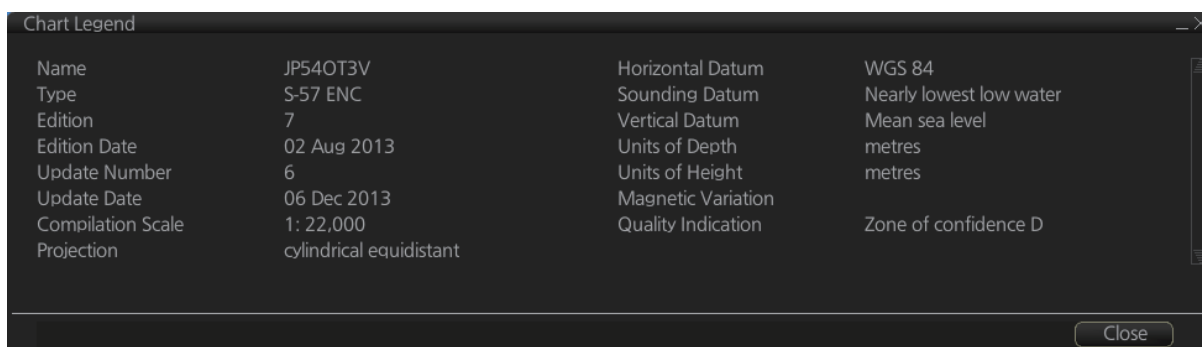 Chart Legend
Name JP54OT3V Horizontal Datum WGS 84
Type S-57 ENC Sounding Datum Nearly lowest low water
Edition 7 Vertical Datum Mean sea level
Edition Date 02 Aug 2013 Units of Depth metres
Update Number 6 Units of Height metres
Update Date 06 Dec 2013 Magnetic Variation
Compilation Scale 1: 22,000 Quality Indication Zone of confidence D
Projection cylindrical equidistant
Close